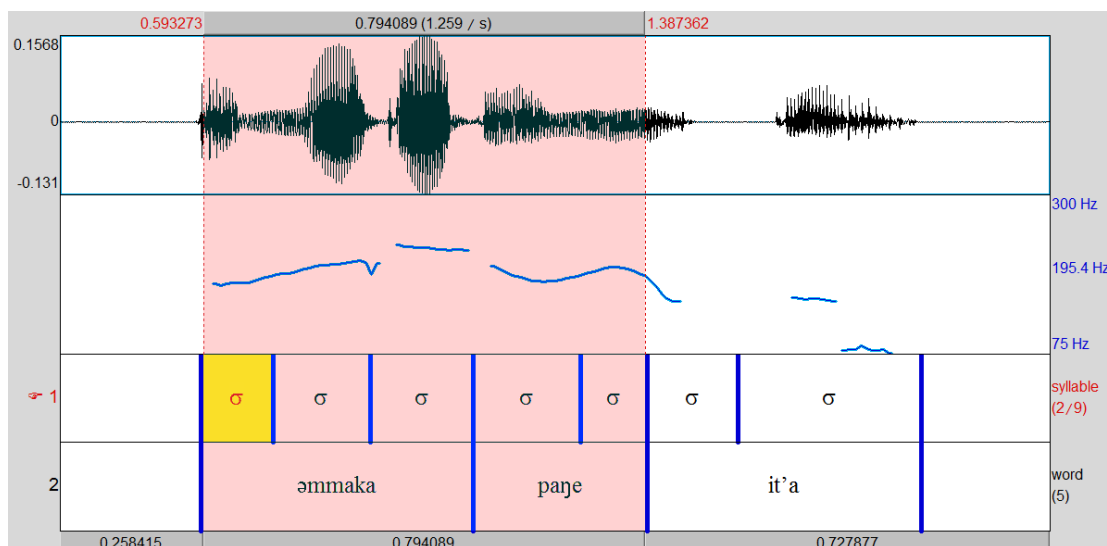 0.593273 0.794089 (1.259 / s) 1.387362
0.1568
0
-0.131
300 Hz
195.4 Hz
75 Hz
☞ 1 σ σ σ σ σ σ σ syllable
(2/9)
2 əmmaka paŋe it’a word
(5)
0.258415 0.794089 0.727877